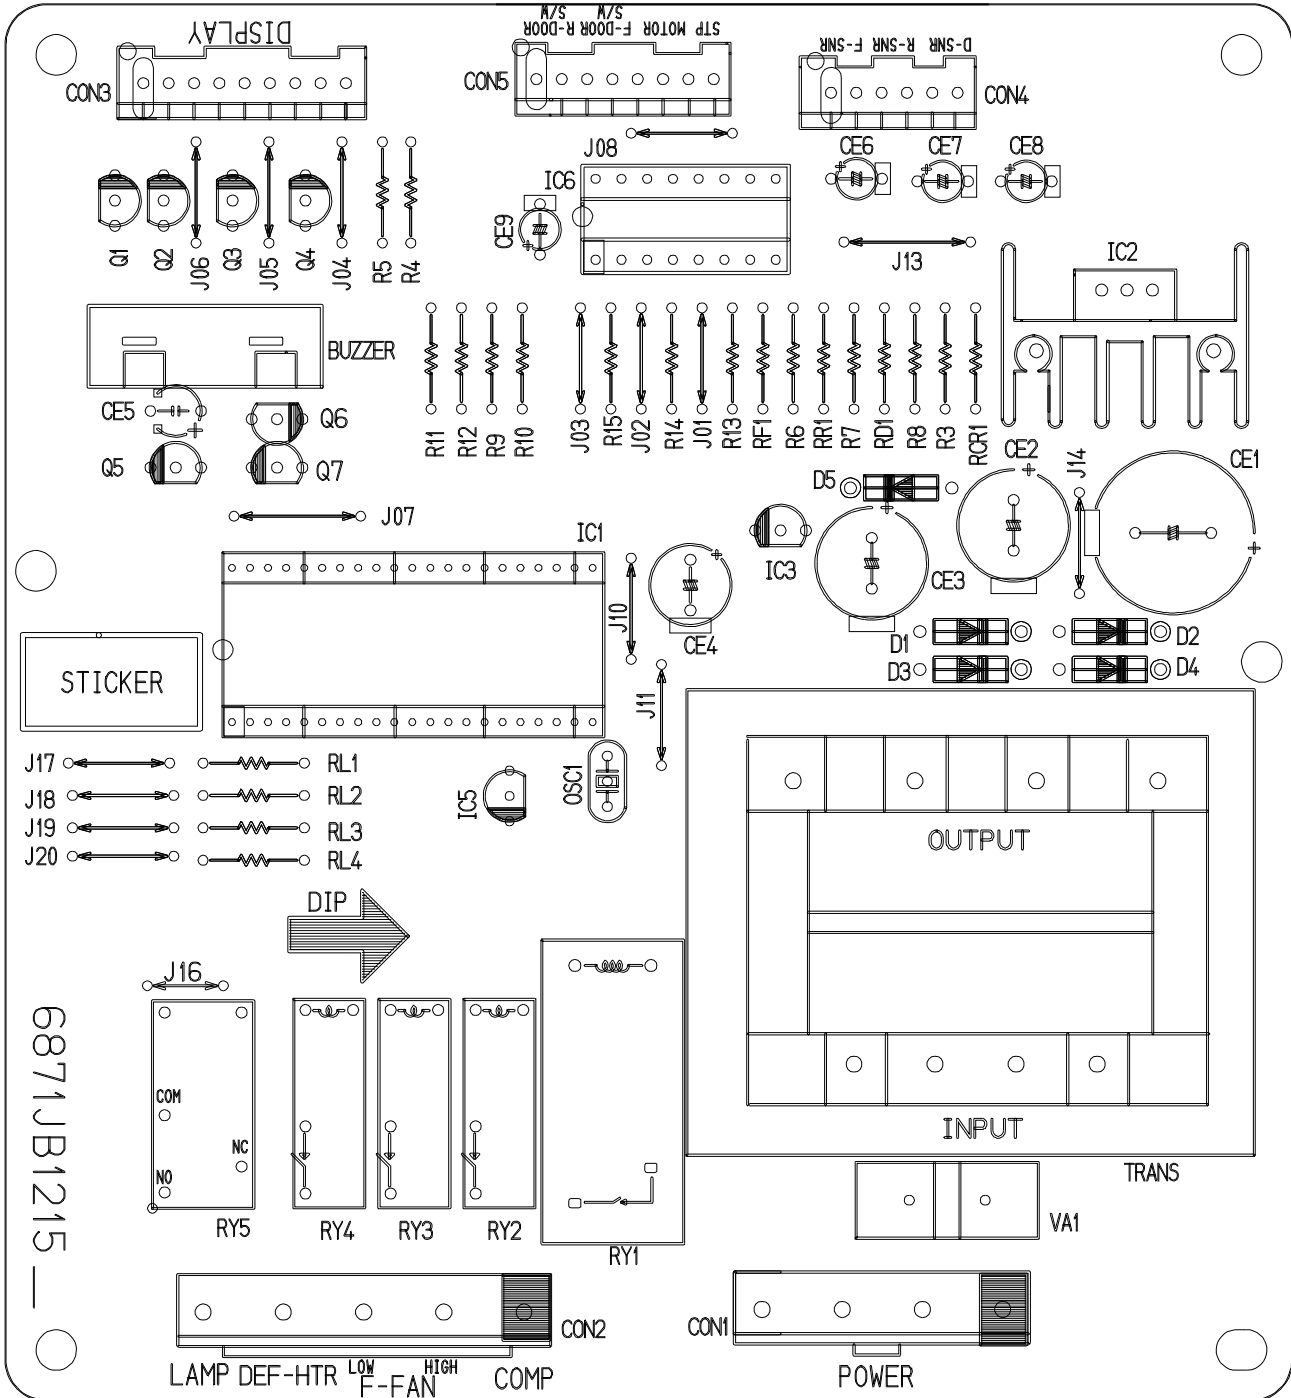 DISPLAY
S/W
S/W
R-DOOR
F-DOOR
STP MOTOR
F-SNR
R-SNR
D-SNR
CON3
CON5
CON4
J08
CE6
CE7
CE8
IC6
CE9
Q1
Q2
J06
Q3
J05
Q4
J04
R5
R4
J13
IC2
BUZZER
CE5
Q6
Q5
Q7
R11
R12
R9
R10
J03
R15
J02
R14
J01
R13
RF1
R6
RR1
R7
RD1
R8
R3
RCR1
CE2
J14
CE1
D5
J07
IC1
IC3
CE3
J10
CE4
D1
D2
D3
D4
STICKER
J11
J17
RL1
J18
RL2
J19
RL3
J20
RL4
IC5
OSC1
OUTPUT
DIP
J16
6871JB1215__
COM
NC
NO
INPUT
TRANS
RY5
RY4
RY3
RY2
RY1
VA1
CON2
CON1
LAMP
DEF-HTR
LOW
HIGH
F-FAN
COMP
POWER